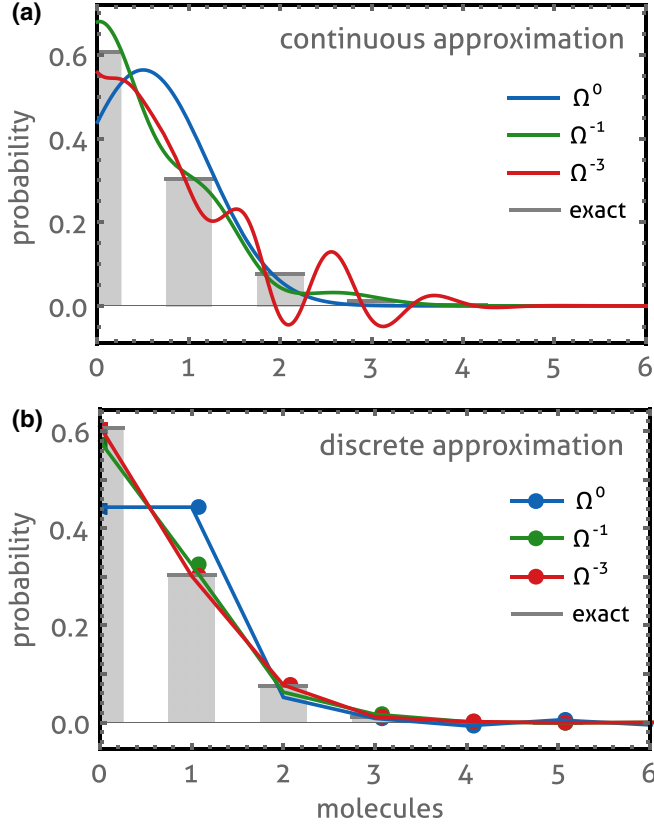 (a)
continuous approximation
probability
0.6
0.4
0.2
0.0
Ω⁰
Ω⁻¹
Ω⁻³
exact
0 1 2 3 4 5 6
(b)
discrete approximation
probability
0.6
0.4
0.2
0.0
Ω⁰
Ω⁻¹
Ω⁻³
exact
0 1 2 3 4 5 6
molecules